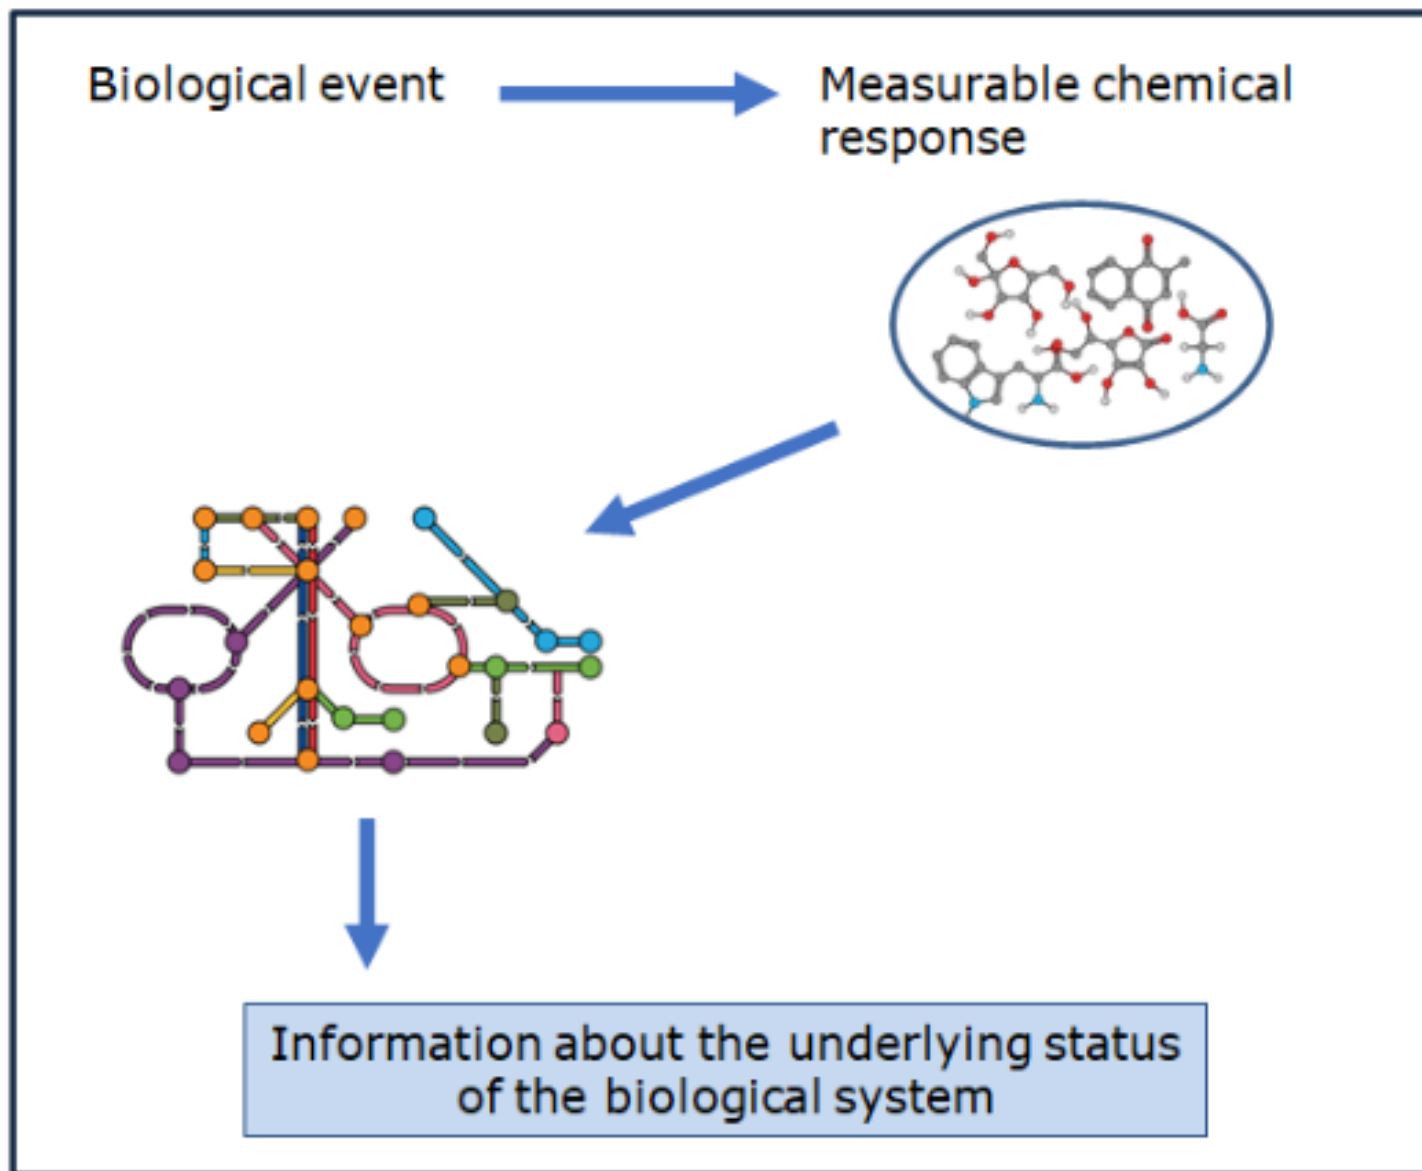 Biological event
Measurable chemical
response
Information about the underlying status
of the biological system